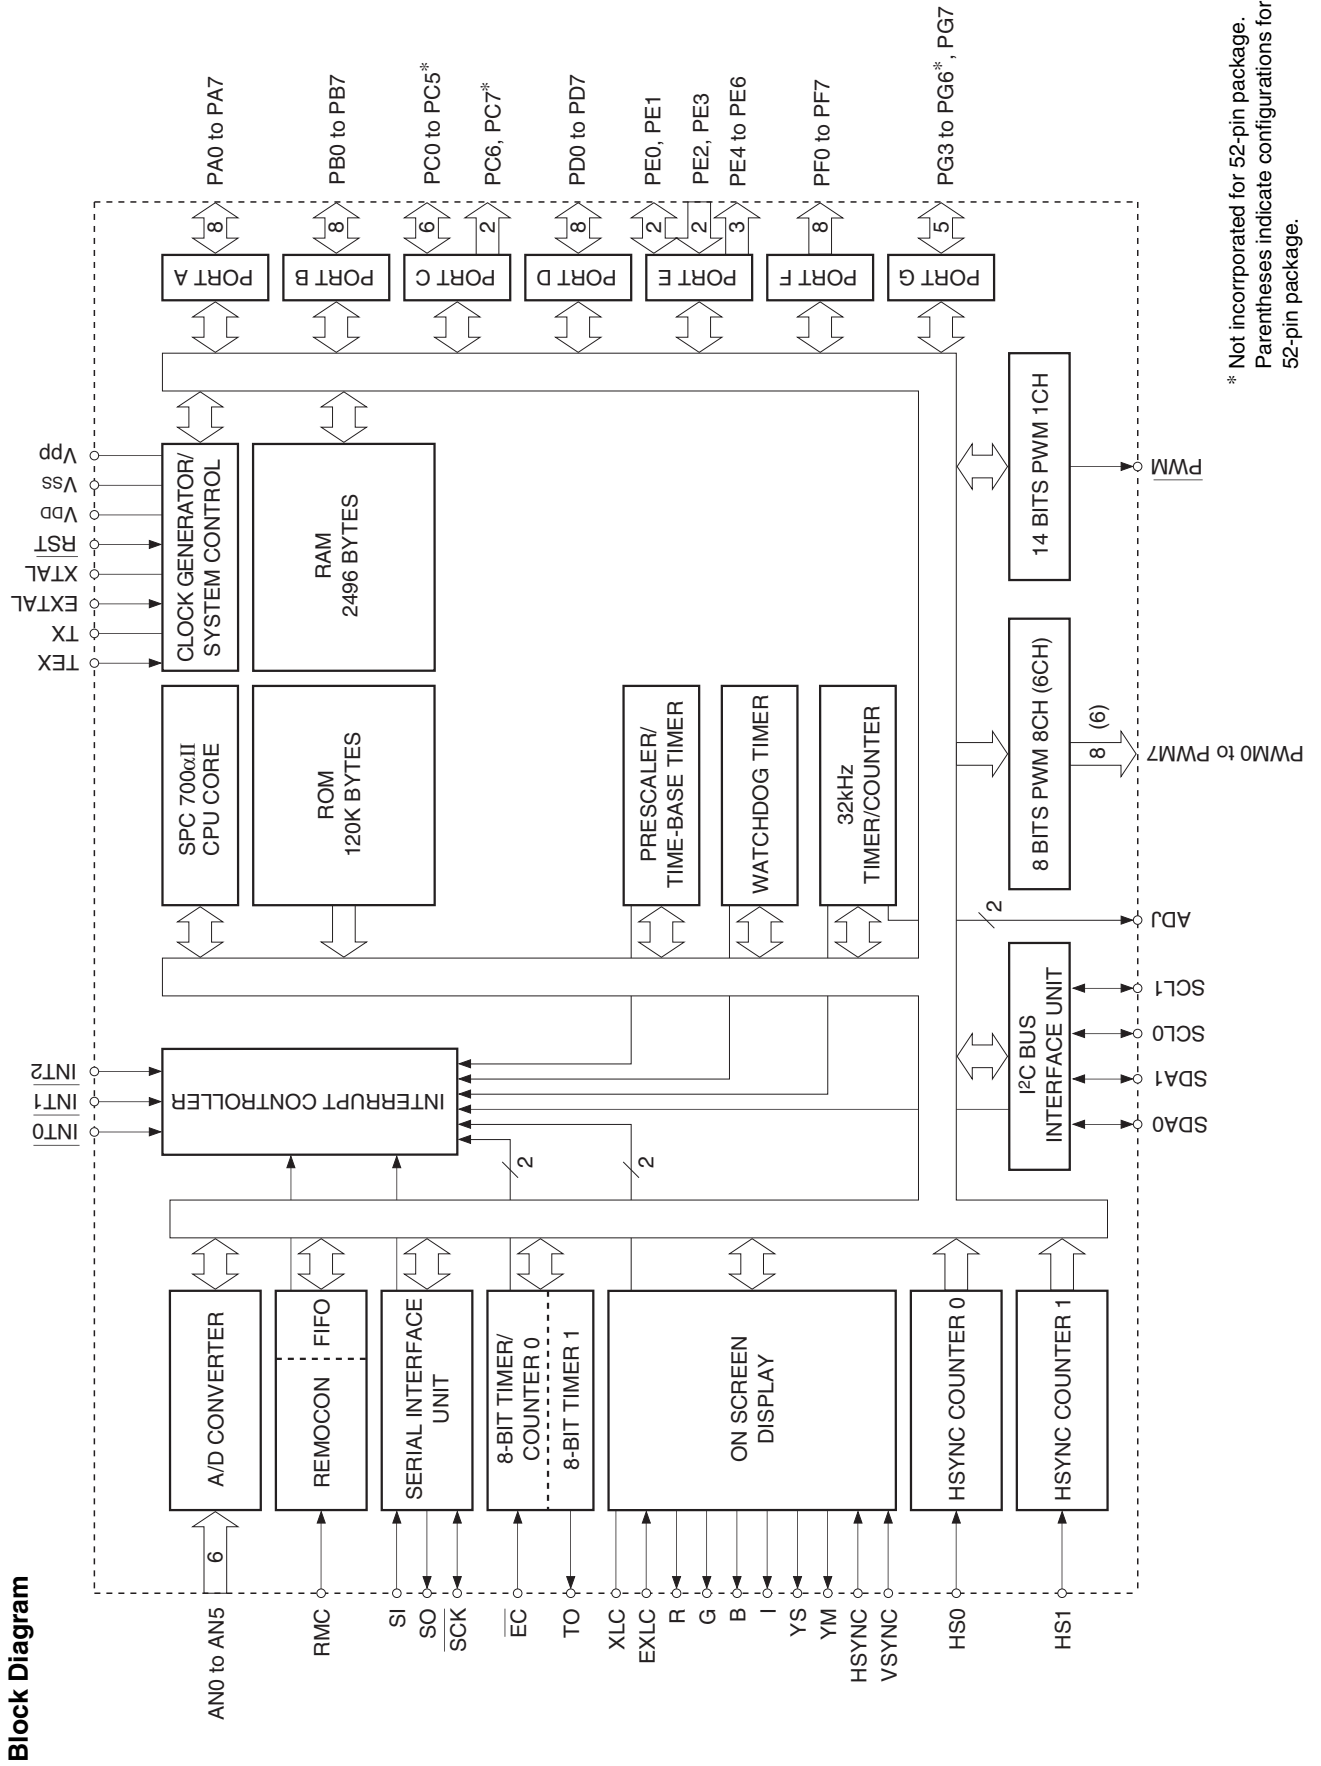 Block Diagram
AN0 to AN5
RMC
SI
SO
SCK
EC
TO
XLC
EXLC
R
G
B
I
YS
YM
HSYNC
VSYNC
HS0
HS1
6
A/D CONVERTER
REMOCON
FIFO
SERIAL INTERFACE
UNIT
8-BIT TIMER/
COUNTER 0
8-BIT TIMER 1
ON SCREEN
DISPLAY
HSYNC COUNTER 0
HSYNC COUNTER 1
2
2
INT0
INT1
INT2
INTERRUPT CONTROLLER
SPC 700αII
CPU CORE
ROM
120K BYTES
PRESCALER/
TIME-BASE TIMER
WATCHDOG TIMER
32kHz
TIMER/COUNTER
TEX
TX
EXTAL
XTAL
RST
VDD
Vss
Vpp
CLOCK GENERATOR/
SYSTEM CONTROL
RAM
2496 BYTES
I²C BUS
INTERFACE UNIT
SDA0
SDA1
SCL0
SCL1
2
ADJ
8 BITS PWM 8CH (6CH)
8 (6)
PWM0 to PWM7
14 BITS PWM 1CH
PWM
PORT A
8
PA0 to PA7
PORT B
8
PB0 to PB7
PORT C
6
PC0 to PC5*
2
PC6, PC7*
PORT D
8
PD0 to PD7
PORT E
2
PE0, PE1
2
PE2, PE3
3
PE4 to PE6
PORT F
8
PF0 to PF7
PORT G
5
PG3 to PG6*, PG7
* Not incorrporated for 52-pin package.
Parentheses indicate configurations for
52-pin package.